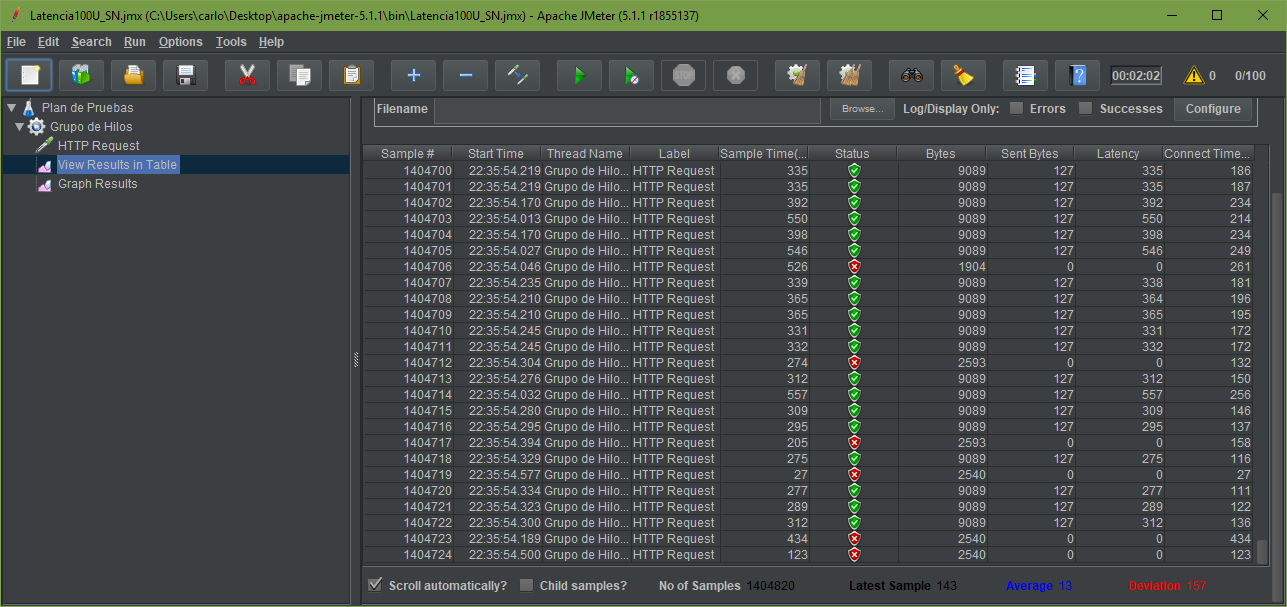 Latencia100U_SN.jmx (C:\Users\carlo\Desktop\apache-jmeter-5.1.1\bin\Latencia100U_SN.jmx) - Apache JMeter (5.1.1 r1855137)
File Edit Search Run Options Tools Help
STOP 00:02:02 0 0/100
Plan de Pruebas
Grupo de Hilos
HTTP Request
View Results in Table
Graph Results
Filename Browse... Log/Display Only: Errors Successes Configure
Sample # Start Time Thread Name Label Sample Time(... Status Bytes Sent Bytes Latency Connect Time...
1404700 22:35:54.219 Grupo de Hilo... HTTP Request 335 9089 127 335 186
1404701 22:35:54.219 Grupo de Hilo... HTTP Request 335 9089 127 335 187
1404702 22:35:54.170 Grupo de Hilo... HTTP Request 392 9089 127 392 234
1404703 22:35:54.013 Grupo de Hilo... HTTP Request 550 9089 127 550 214
1404704 22:35:54.170 Grupo de Hilo... HTTP Request 398 9089 127 398 234
1404705 22:35:54.027 Grupo de Hilo... HTTP Request 546 9089 127 546 249
1404706 22:35:54.046 Grupo de Hilo... HTTP Request 526 1904 0 0 261
1404707 22:35:54.235 Grupo de Hilo... HTTP Request 339 9089 127 338 181
1404708 22:35:54.210 Grupo de Hilo... HTTP Request 365 9089 127 364 196
1404709 22:35:54.210 Grupo de Hilo... HTTP Request 365 9089 127 365 195
1404710 22:35:54.245 Grupo de Hilo... HTTP Request 331 9089 127 331 172
1404711 22:35:54.245 Grupo de Hilo... HTTP Request 332 9089 127 332 172
1404712 22:35:54.304 Grupo de Hilo... HTTP Request 274 2593 0 0 132
1404713 22:35:54.276 Grupo de Hilo... HTTP Request 312 9089 127 312 150
1404714 22:35:54.032 Grupo de Hilo... HTTP Request 557 9089 127 557 256
1404715 22:35:54.280 Grupo de Hilo... HTTP Request 309 9089 127 309 146
1404716 22:35:54.295 Grupo de Hilo... HTTP Request 295 9089 127 295 137
1404717 22:35:54.394 Grupo de Hilo... HTTP Request 205 2593 0 0 158
1404718 22:35:54.329 Grupo de Hilo... HTTP Request 275 9089 127 275 116
1404719 22:35:54.577 Grupo de Hilo... HTTP Request 27 2540 0 0 27
1404720 22:35:54.334 Grupo de Hilo... HTTP Request 277 9089 127 277 111
1404721 22:35:54.323 Grupo de Hilo... HTTP Request 289 9089 127 289 122
1404722 22:35:54.300 Grupo de Hilo... HTTP Request 312 9089 127 312 136
1404723 22:35:54.189 Grupo de Hilo... HTTP Request 434 2540 0 0 434
1404724 22:35:54.500 Grupo de Hilo... HTTP Request 123 2540 0 0 123
Scroll automatically? Child samples? No of Samples 1404820 Latest Sample 143 Average 13 Deviation 157